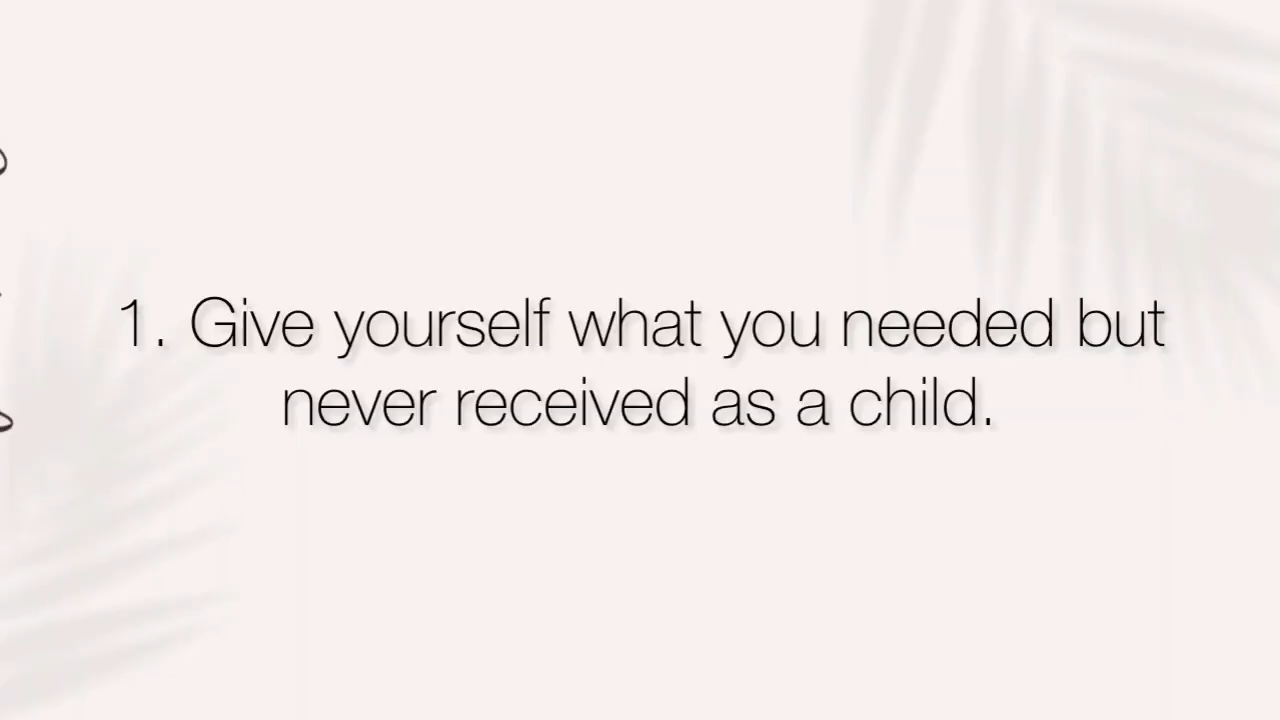 1. Give yourself what you needed but
never received as a child.